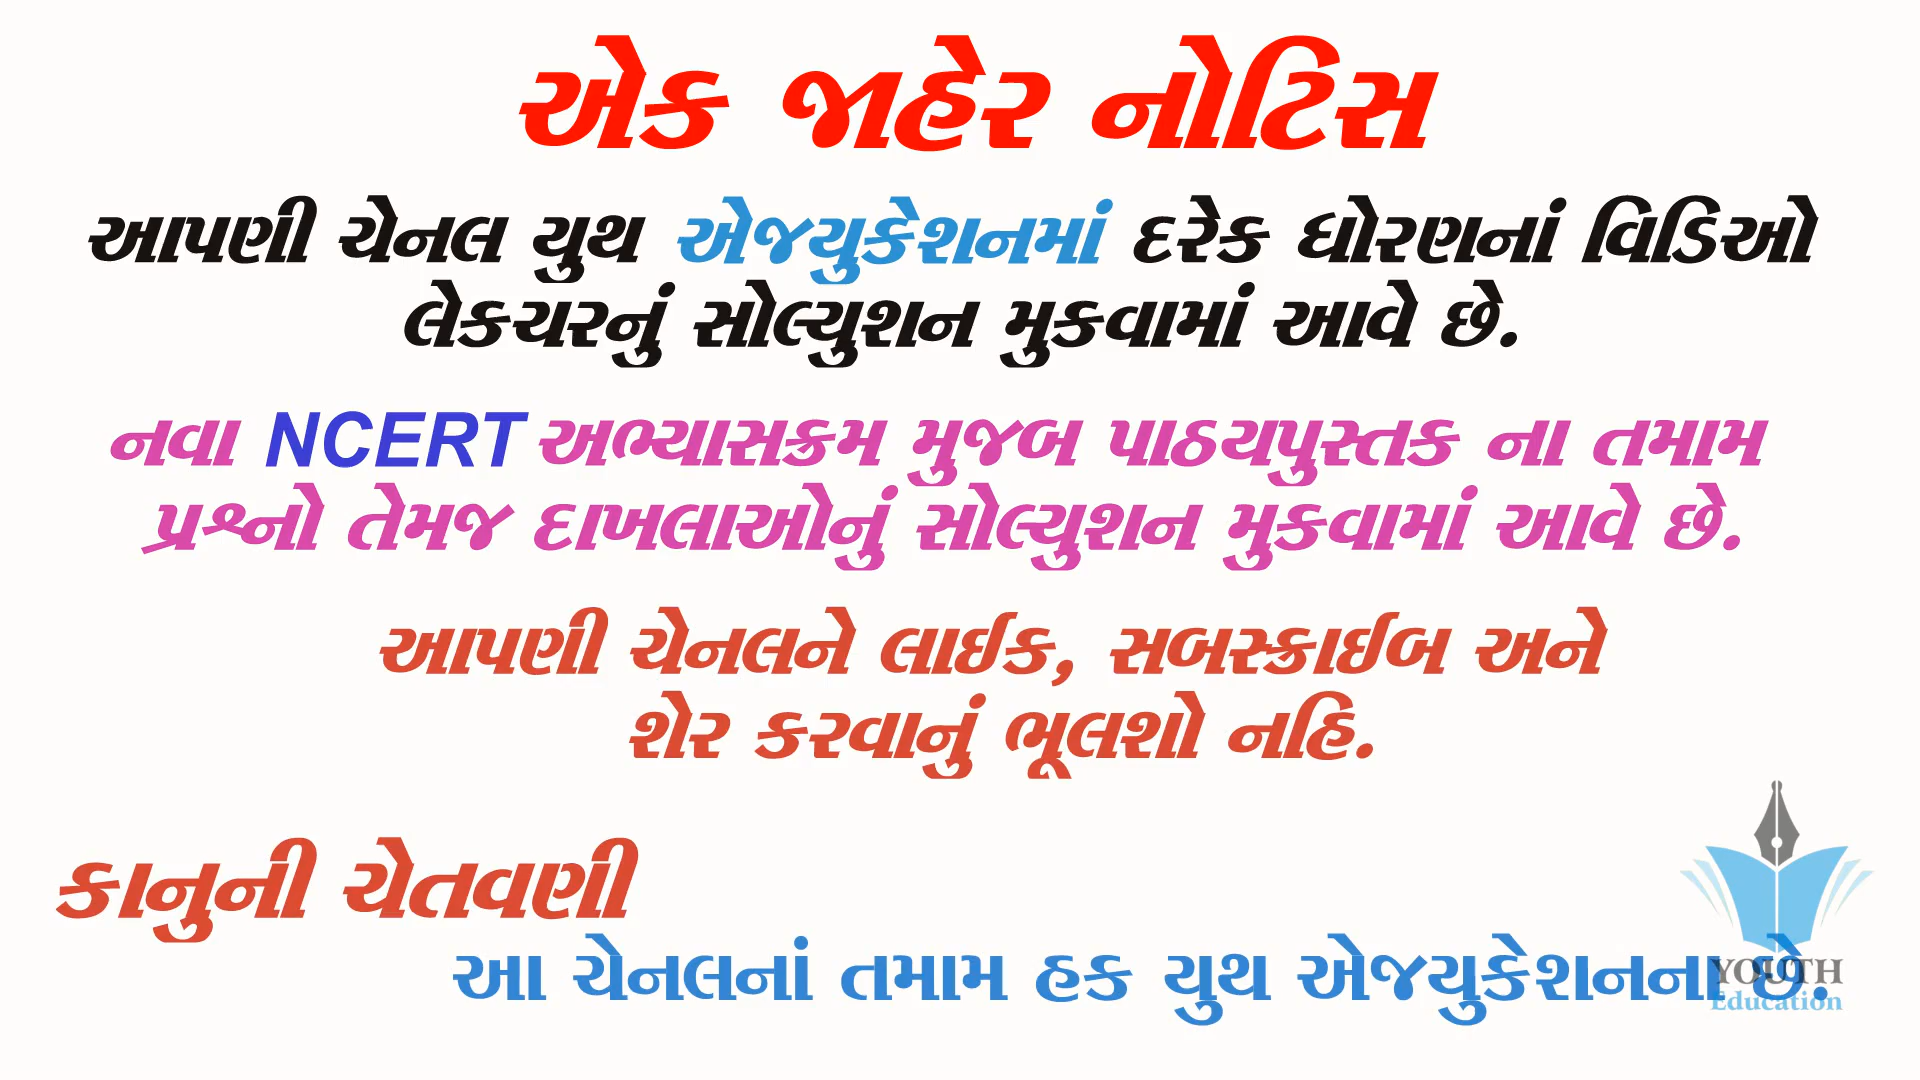 એક જાહેર નોટિસ
આપણી ચેનલ યુથ એજયુકેશનમાં દરેક ધોરણનાં વિડિઓ
લેકચરનું સોલ્યુશન મુકવામાં આવે છે.
નવા NCERT અભ્યાસક્રમ મુજબ પાઠયપુસ્તક ના તમામ
પ્રશ્નો તેમજ દાખલાઓનું સોલ્યુશન મુકવામાં આવે છે.
આપણી ચેનલને લાઈક, સબસ્ક્રાઈબ અને
શેર કરવાનું ભૂલશો નહિ.
કાનુની ચેતવણી
આ ચેનલનાં તમામ હક યુથ એજયુકેશનના છે.
YOUTH
Education